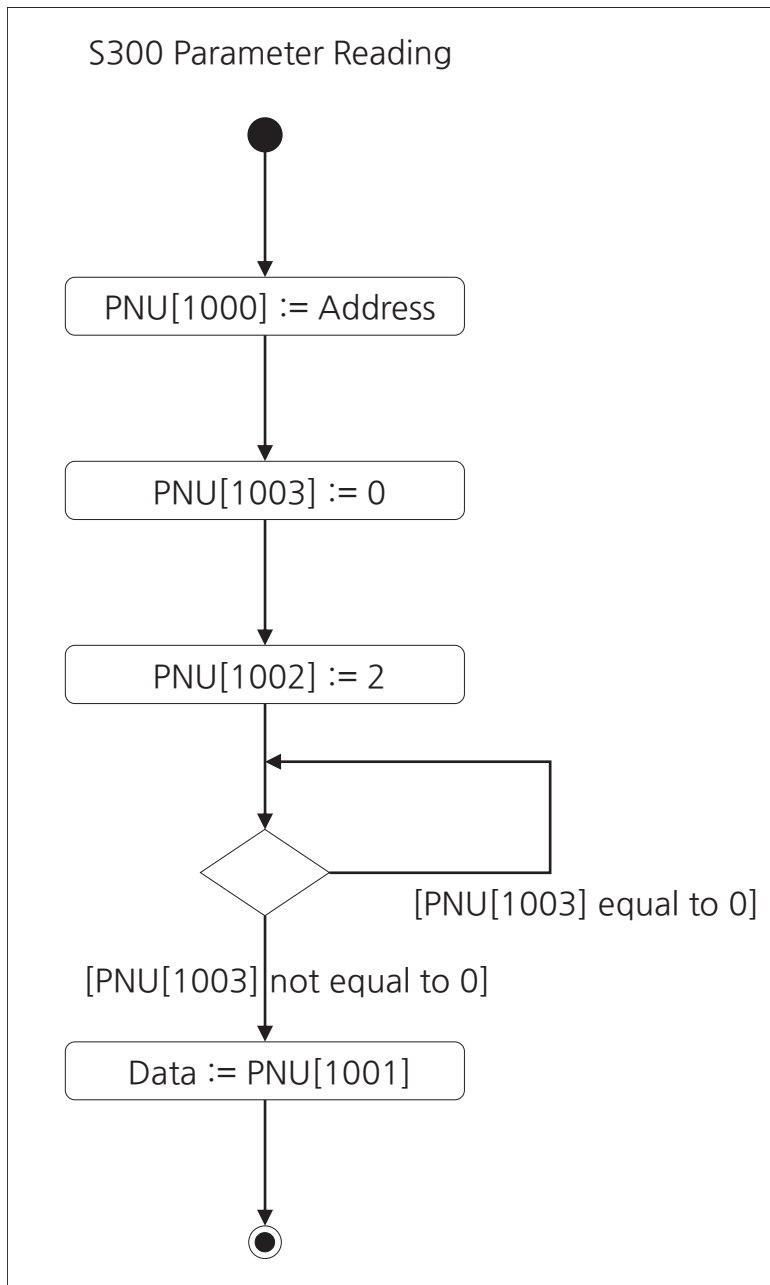 S300 Parameter Reading
PNU[1000] := Address
PNU[1003] := 0
PNU[1002] := 2
[PNU[1003] equal to 0]
[PNU[1003] not equal to 0]
Data := PNU[1001]